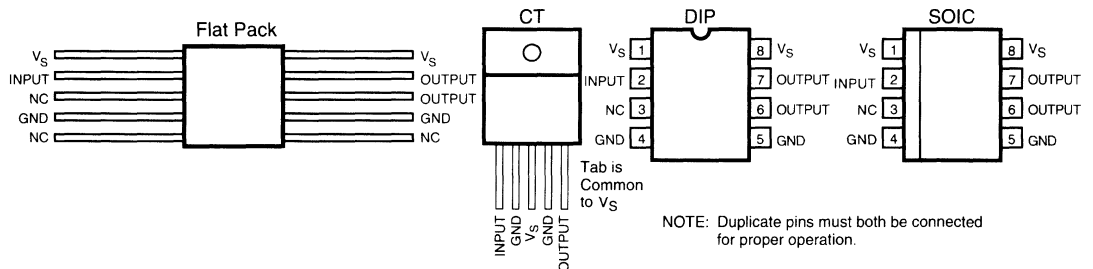 Flat Pack
VS
INPUT
NC
GND
NC
VS
OUTPUT
OUTPUT
GND
NC
CT
Tab is
Common
to VS
INPUT
GND
VS
GND
OUTPUT
DIP
VS 1
INPUT 2
NC 3
GND 4
8 VS
7 OUTPUT
6 OUTPUT
5 GND
SOIC
VS 1
INPUT 2
NC 3
GND 4
8 VS
7 OUTPUT
6 OUTPUT
5 GND
NOTE: Duplicate pins must both be connected
for proper operation.